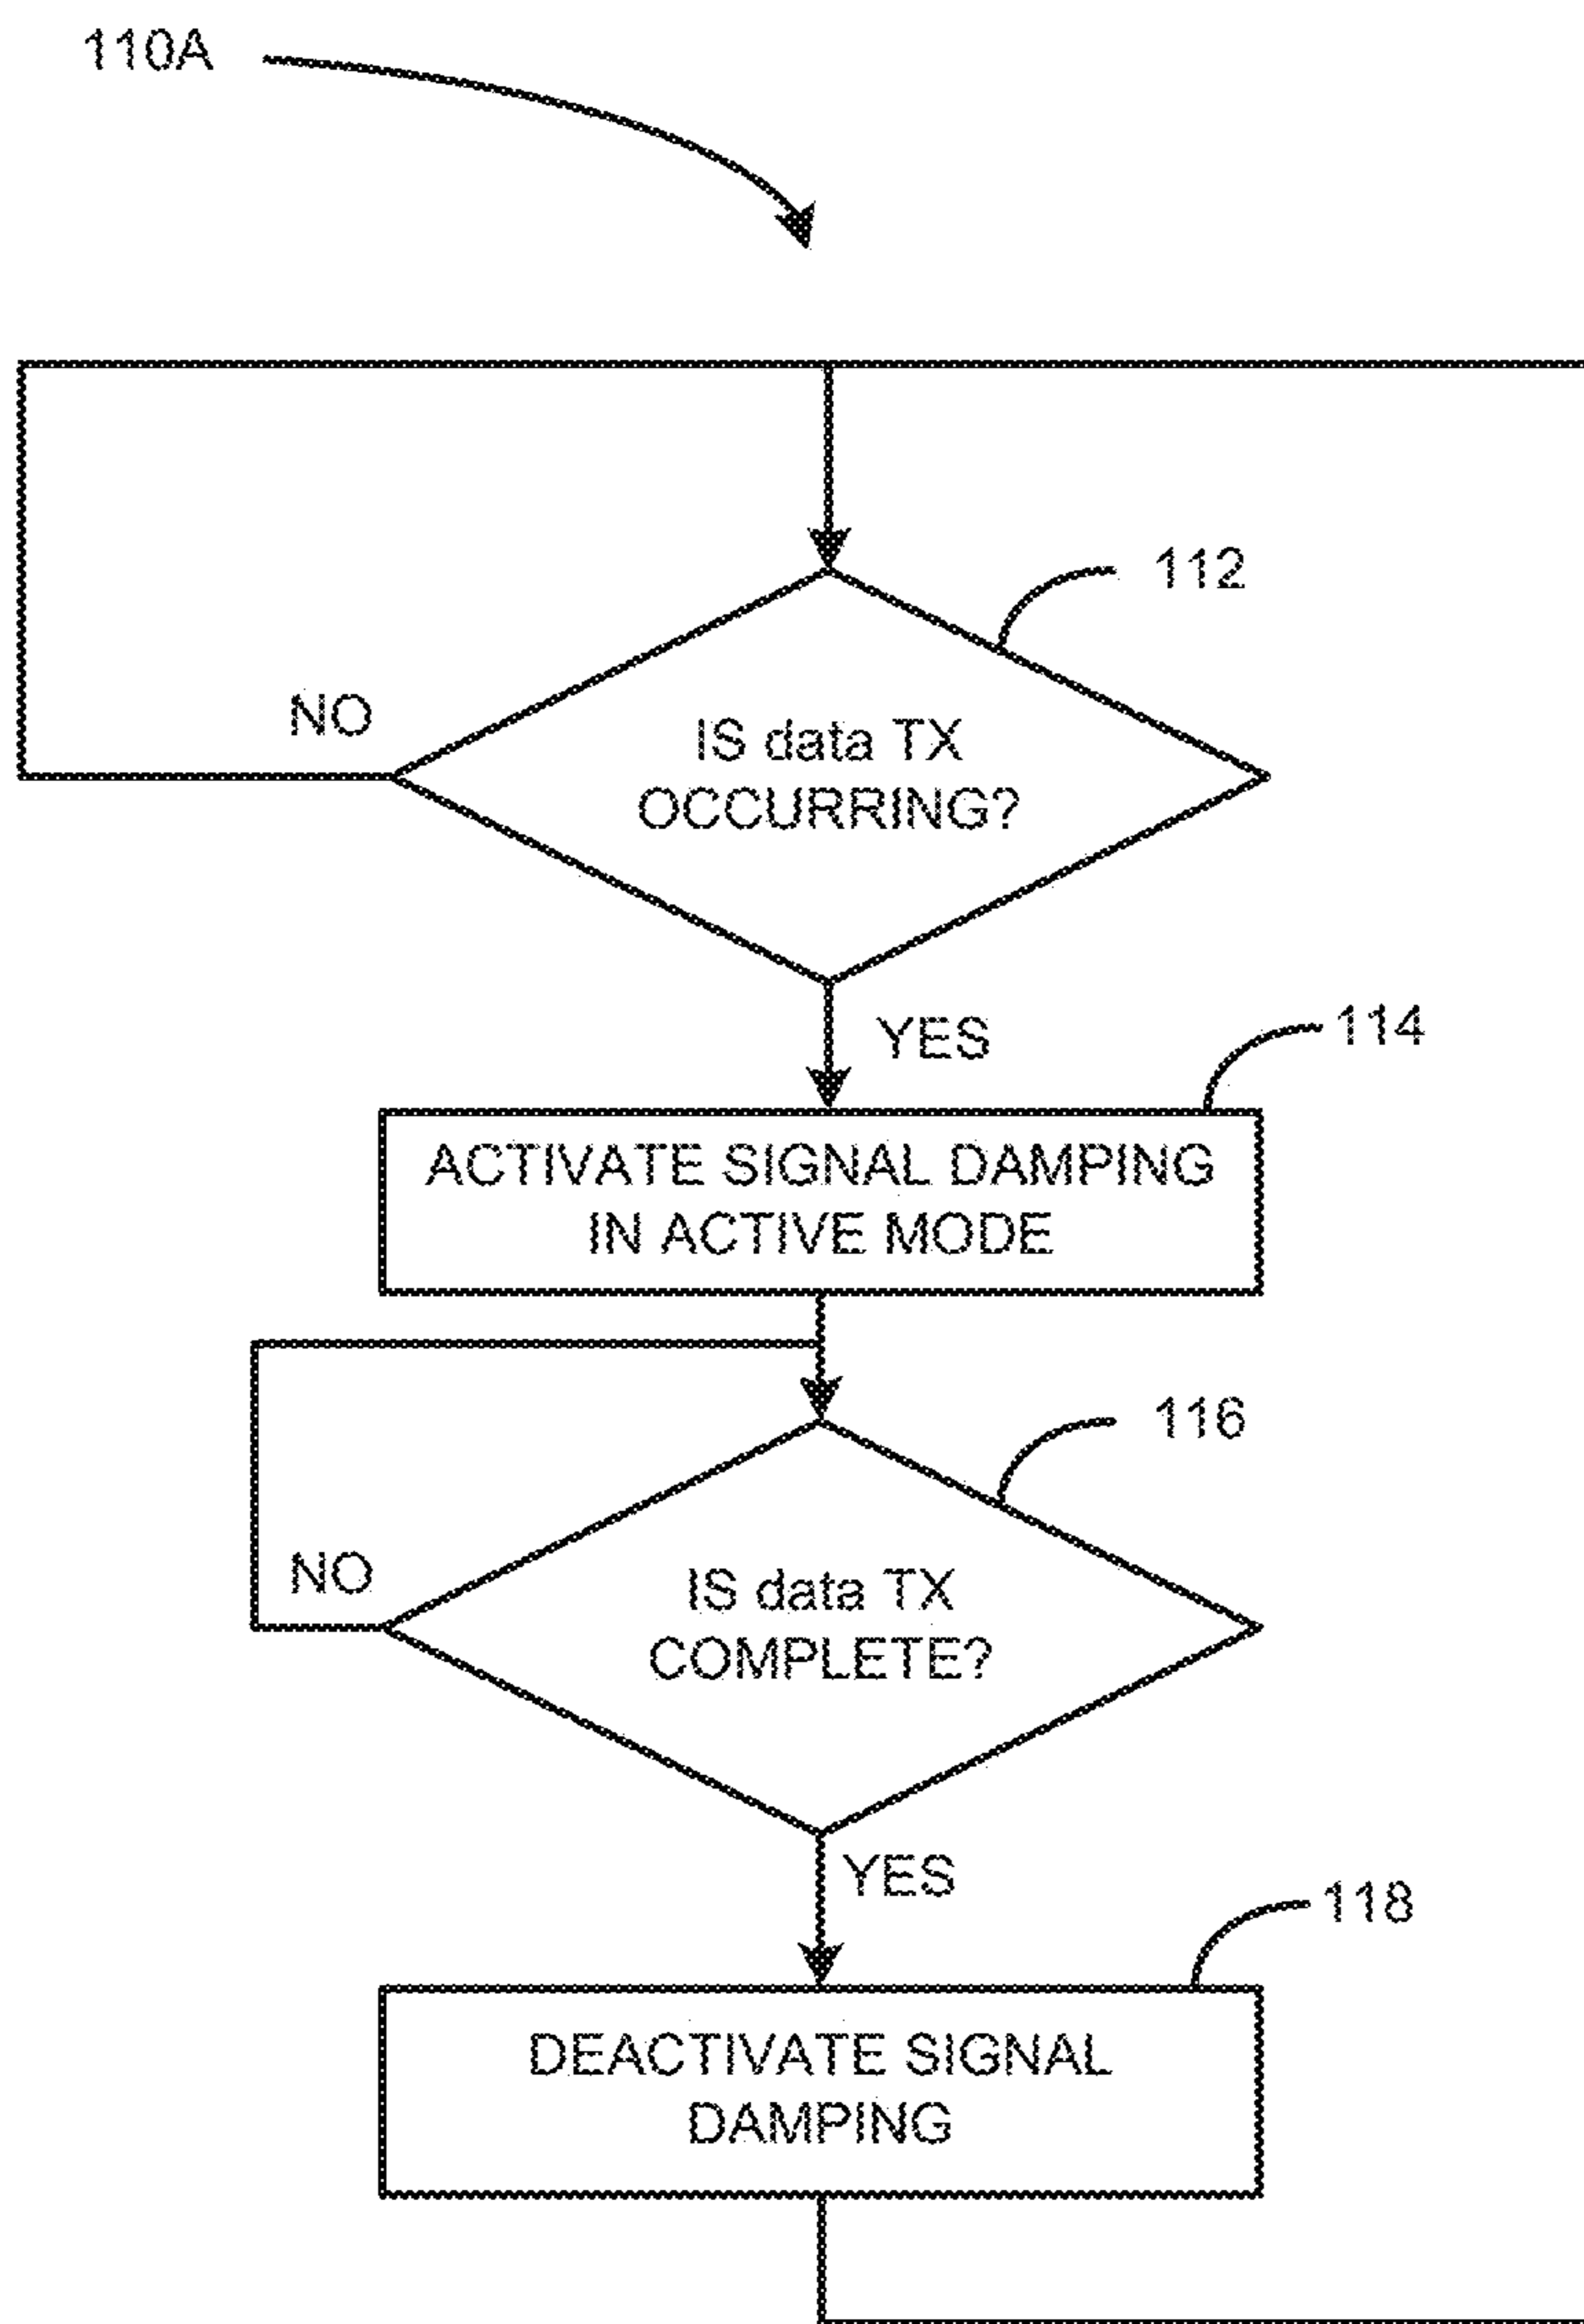 110A
112
NO
IS data TX
OCCURRING?
YES
114
ACTIVATE SIGNAL DAMPING
IN ACTIVE MODE
116
NO
IS data TX
COMPLETE?
YES
118
DEACTIVATE SIGNAL
DAMPING